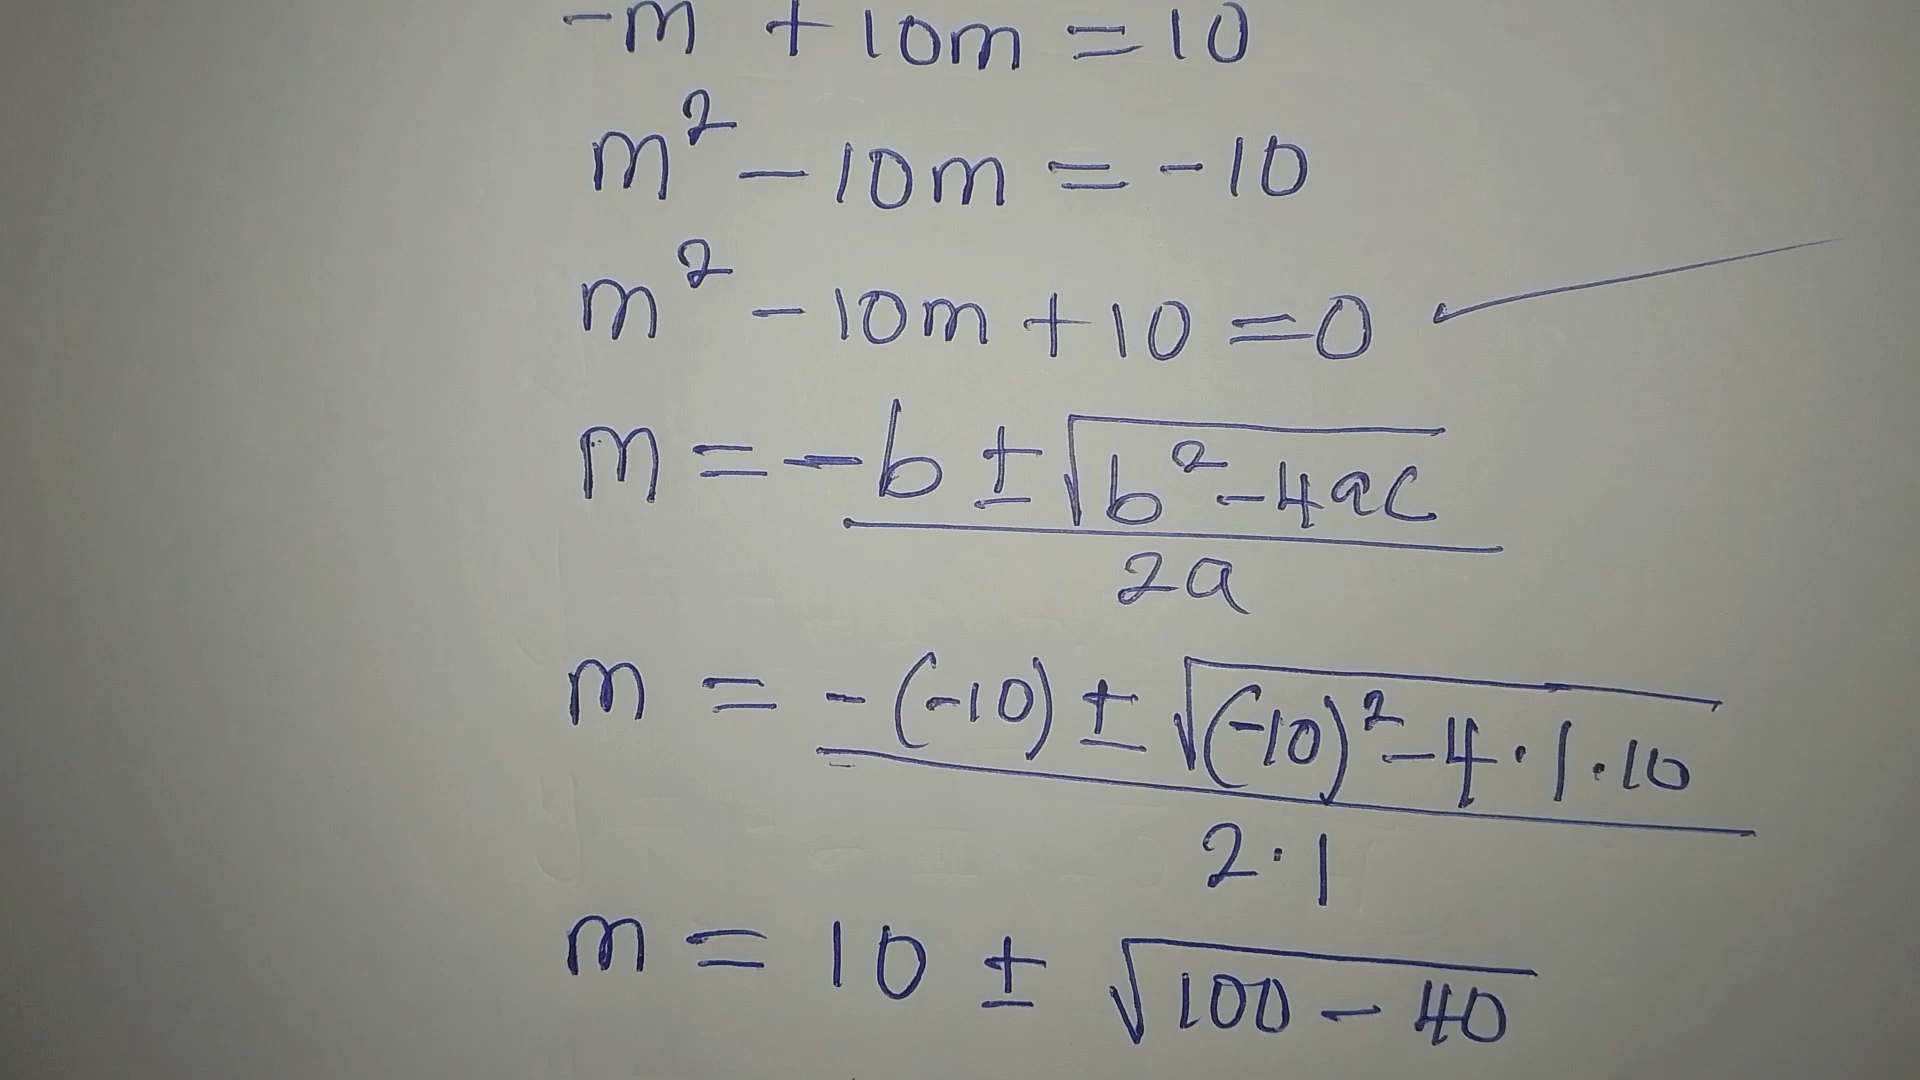 -m + 10m = 10
m² - 10m = -10
m² - 10m + 10 = 0
m = -b ± √b² - 4ac
2a
m = -(-10) ± √(-10)² - 4·1·10
2·1
m = 10 ± √100 - 40